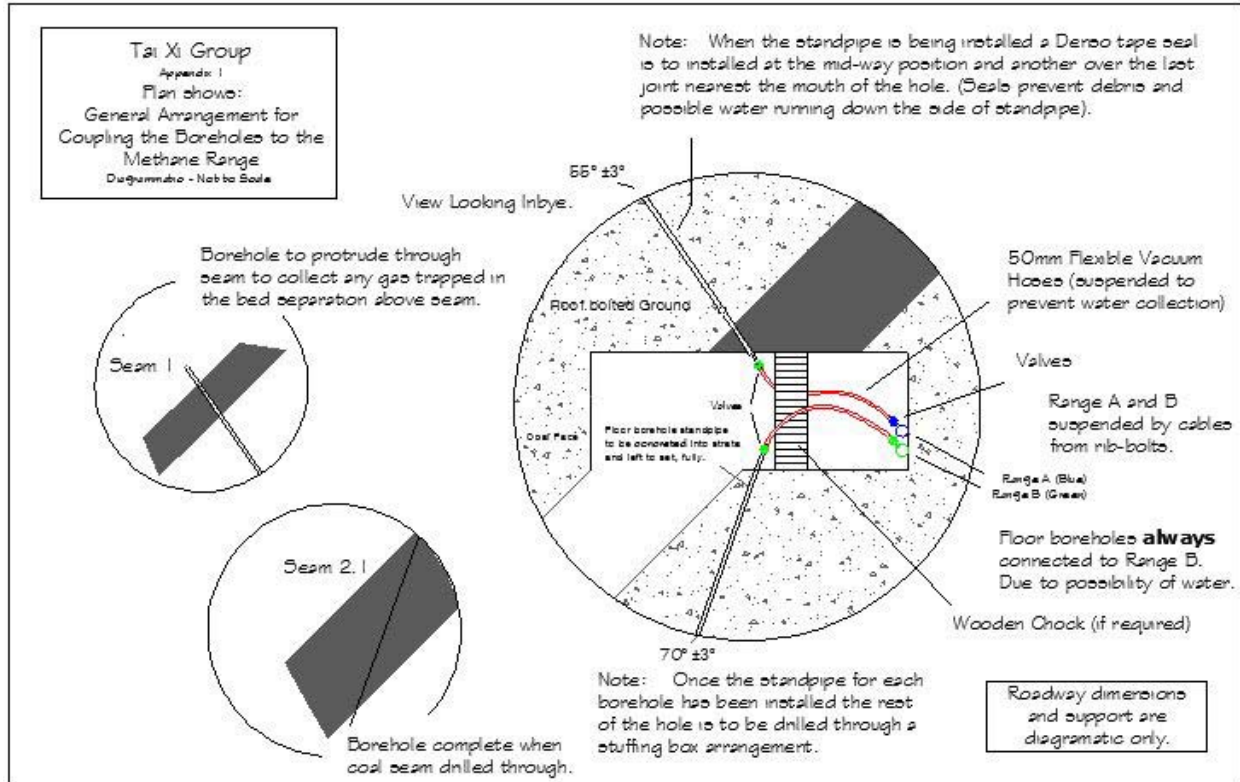 Tai Xi Group
Appendix 1
Plan shows:
General Arrangement for
Coupling the Boreholes to the
Methane Range
Diagrammatic - Not to Scale
Note: When the standpipe is being installed a Denso tape seal
is to installed at the mid-way position and another over the last
joint nearest the mouth of the hole. (Seals prevent debris and
possible water running down the side of standpipe).
55° ±3°
View Looking Inbye.
Borehole to protrude through
seam to collect any gas trapped in
the bed separation above seam.
Seam 1
Roof bolted Ground
50mm Flexible Vacuum
Hoses (suspended to
prevent water collection)
Valves
Valves
Range A and B
suspended by cables
from rib-bolts.
Coal Face
Floor borehole standpipe
to be concreted into strata
and left to set, fully.
Range A (Blue)
Range B (Green)
Floor boreholes always
connected to Range B.
Due to possibility of water.
Seam 2.1
Wooden Chock (if required)
70° ±3°
Note: Once the standpipe for each
borehole has been installed the rest
of the hole is to be drilled through a
stuffing box arrangement.
Roadway dimensions
and support are
diagramatic only.
Borehole complete when
coal seam drilled through.